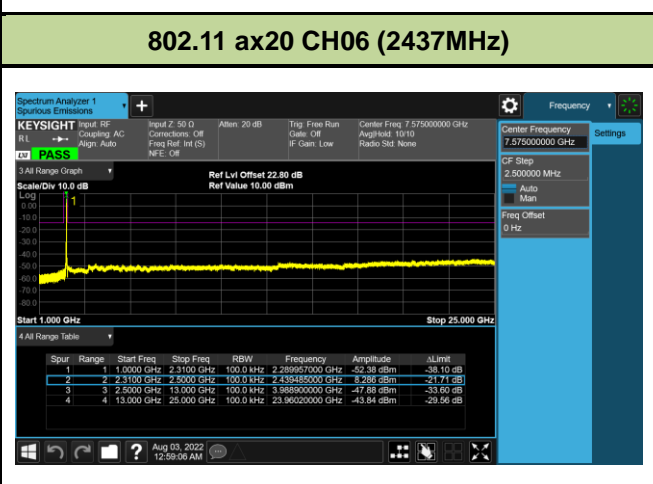 802.11 ax20 CH06 (2437MHz)
Spectrum Analyzer 1
Spurious Emissions
Frequency
KEYSIGHT Input: RF Input Z: 50 Ω Atten: 20 dB Trig: Free Run Center Freq: 7.575000000 GHz
RL Coupling: AC Corrections: Off Gate: Off Avg|Hold: 10/10
Align: Auto Freq Ref: Int (S) IF Gain: Low Radio Std: None
LXI PASS NFE: Off
Center Frequency
7.575000000 GHz
Settings
CF Step
2.500000 MHz
Auto
Man
Freq Offset
0 Hz
3 All Range Graph
Ref Lvl Offset 22.80 dB
Scale/Div 10.0 dB Ref Value 10.00 dBm
Log
1
0.00
-10.0
-20.0
-30.0
-40.0
-50.0
-60.0
-70.0
-80.0
Start 1.000 GHz Stop 25.000 GHz
4 All Range Table
Spur Range Start Freq Stop Freq RBW Frequency Amplitude ΔLimit
1 1 1.0000 GHz 2.3100 GHz 100.0 kHz 2.289957000 GHz -52.38 dBm -38.10 dB
2 2 2.3100 GHz 2.5000 GHz 100.0 kHz 2.439485000 GHz 8.286 dBm -21.71 dB
3 3 2.5000 GHz 13.000 GHz 100.0 kHz 3.988900000 GHz -47.88 dBm -33.60 dB
4 4 13.000 GHz 25.000 GHz 100.0 kHz 23.96020000 GHz -43.84 dBm -29.56 dB
Aug 03, 2022
12:59:06 AM